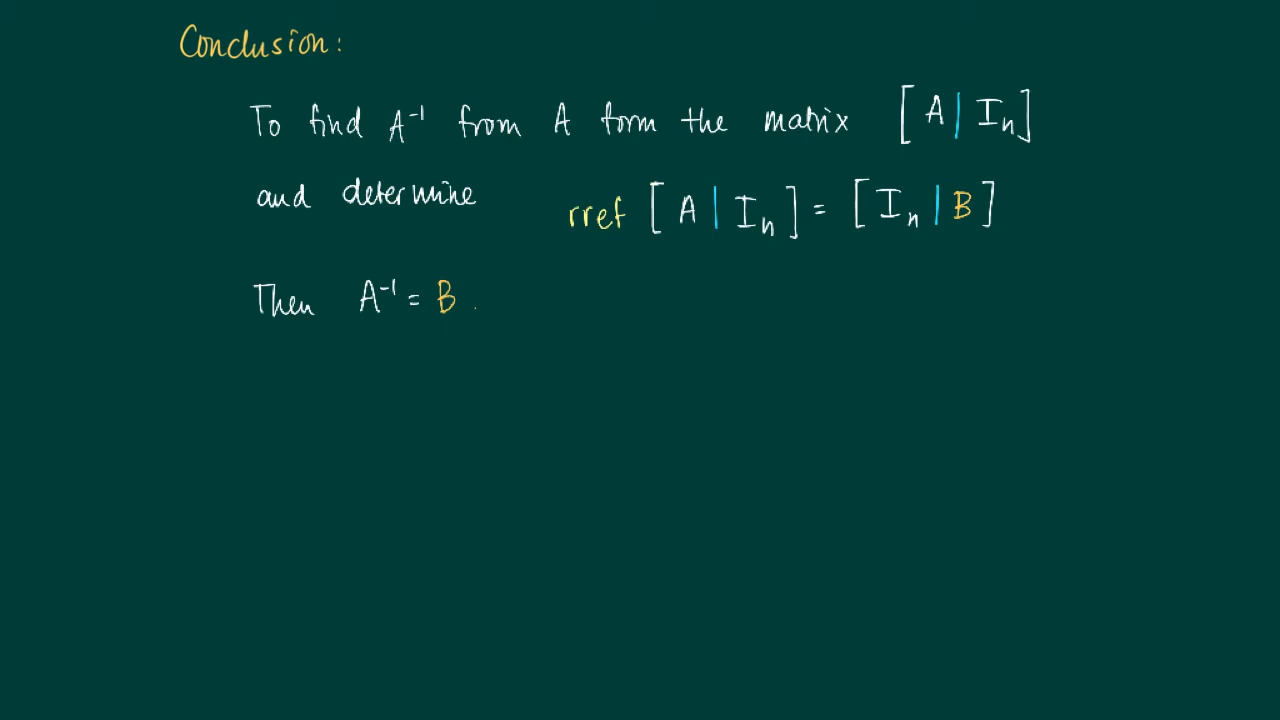 Conclusion:
To find A⁻¹ from A form the matrix [A | Iₙ]
and determine rref [A | Iₙ] = [Iₙ | B]
Then A⁻¹ = B.